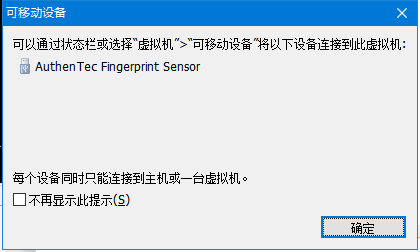 可移动设备
可以通过状态栏或选择“虚拟机”>“可移动设备”将以下设备连接到此虚拟机:
AuthenTec Fingerprint Sensor
每个设备同时只能连接到主机或一台虚拟机。
不再显示此提示(S)
确定